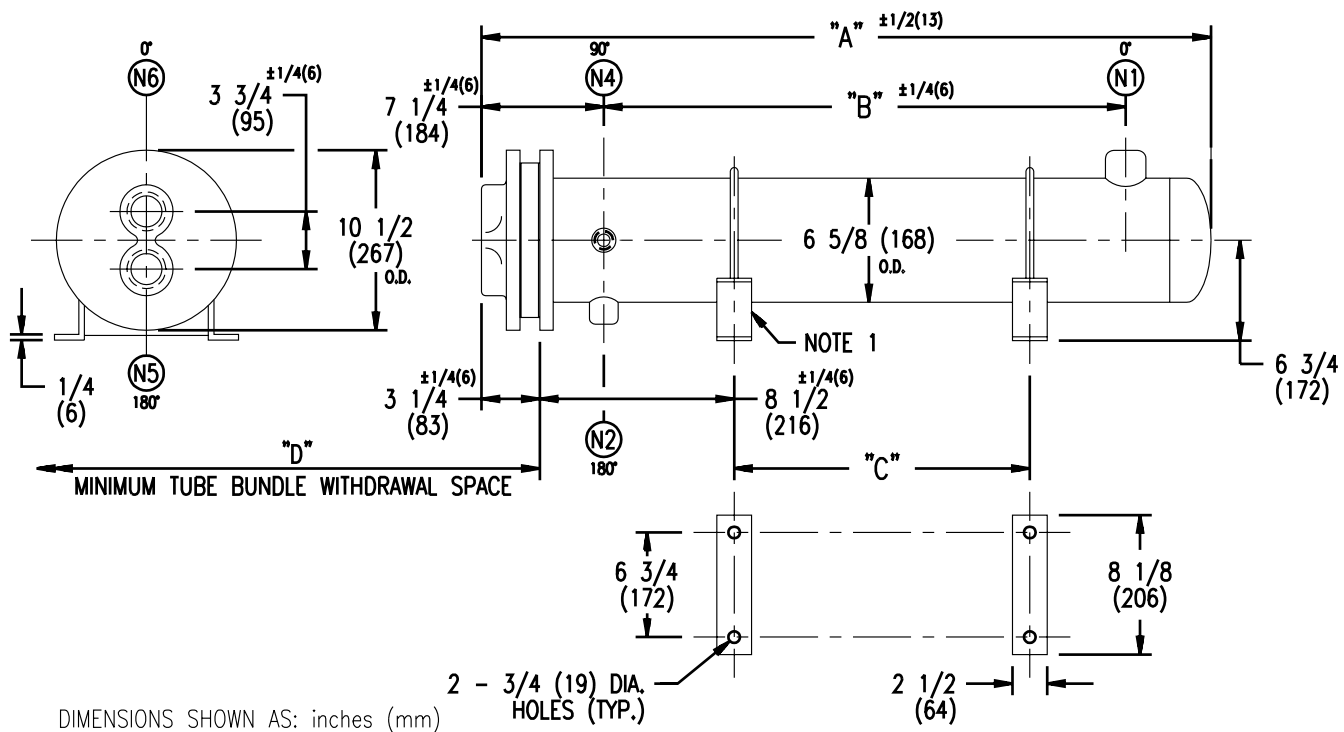 "A" ±1/2(13)
0°
N6
±1/4(6)
3 3/4
(95)
±1/4(6)
7 1/4
(184)
90°
N4
"B" ±1/4(6)
0°
N1
10 1/2
(267)
O.D.
6 5/8 (168)
O.D.
NOTE 1
1/4
(6)
N5
180°
±1/4(6)
3 1/4
(83)
N2
180°
±1/4(6)
8 1/2
(216)
6 3/4
(172)
"D"
MINIMUM TUBE BUNDLE WITHDRAWAL SPACE
"C"
6 3/4
(172)
8 1/8
(206)
2 - 3/4 (19) DIA.
HOLES (TYP.)
2 1/2
(64)
DIMENSIONS SHOWN AS: inches (mm)